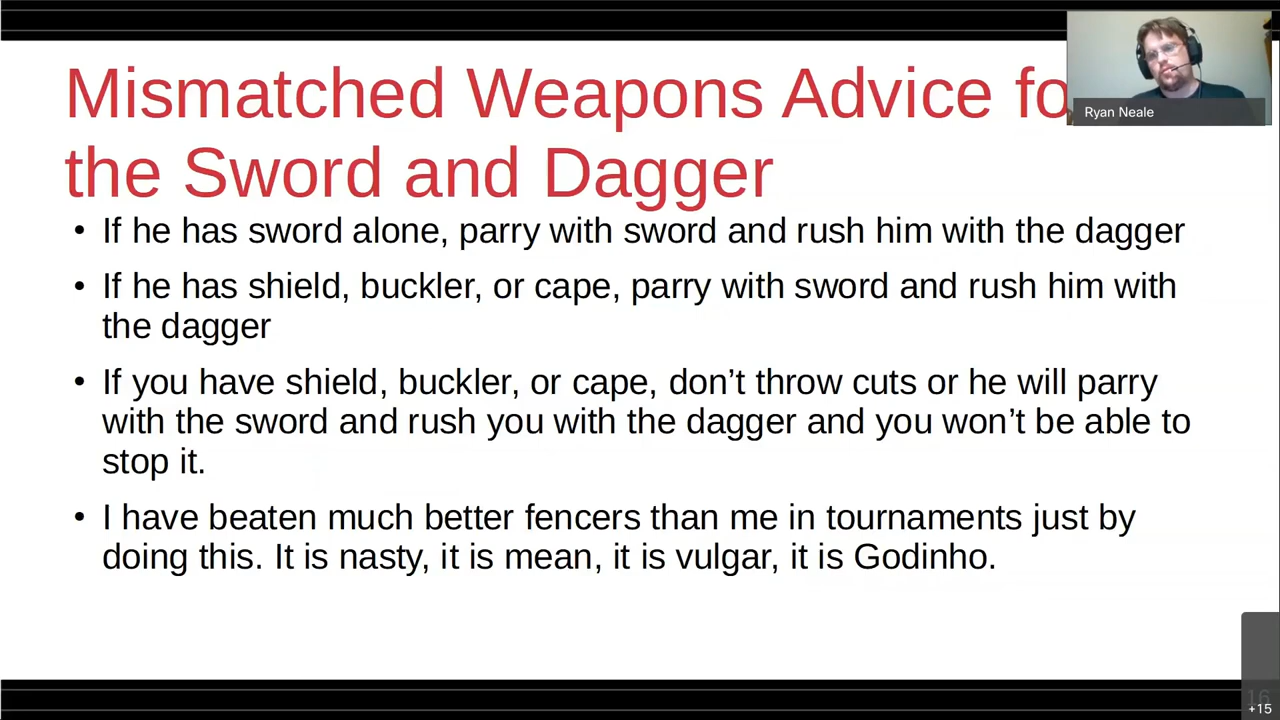 Mismatched Weapons Advice fo
the Sword and Dagger
Ryan Neale
• If he has sword alone, parry with sword and rush him with the dagger
• If he has shield, buckler, or cape, parry with sword and rush him with
the dagger
• If you have shield, buckler, or cape, don’t throw cuts or he will parry
with the sword and rush you with the dagger and you won’t be able to
stop it.
• I have beaten much better fencers than me in tournaments just by
doing this. It is nasty, it is mean, it is vulgar, it is Godinho.
16
+15